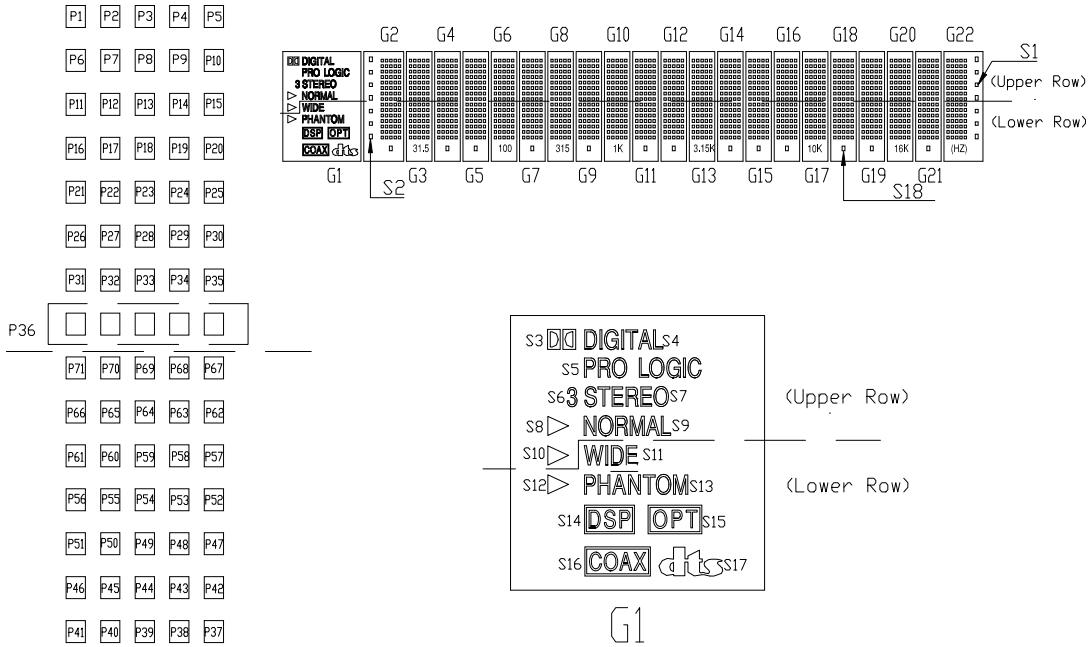 P1 P2 P3 P4 P5
P6 P7 P8 P9 P10
P11 P12 P13 P14 P15
P16 P17 P18 P19 P20
P21 P22 P23 P24 P25
P26 P27 P28 P29 P30
P31 P32 P33 P34 P35
P36
P71 P70 P69 P68 P67
P66 P65 P64 P63 P62
P61 P60 P59 P58 P57
P56 P55 P54 P53 P52
P51 P50 P49 P48 P47
P46 P45 P44 P43 P42
P41 P40 P39 P38 P37
G2 G4 G6 G8 G10 G12 G14 G16 G18 G20 G22
S1
DIGITAL
PRO LOGIC
3 STEREO
NORMAL
WIDE
PHANTOM
DSP OPT
COAX dts
(Upper Row)
(Lower Row)
31.5 100 315 1K 3.15K 10K 16K (HZ)
G1 G3 G5 G7 G9 G11 G13 G15 G17 G19 G21
S2 S18
S3 DIGITAL S4
S5 PRO LOGIC
S6 3 STEREO S7
S8 NORMAL S9
S10 WIDE S11
S12 PHANTOM S13
S14 DSP OPT S15
S16 COAX dts S17
(Upper Row)
(Lower Row)
G1